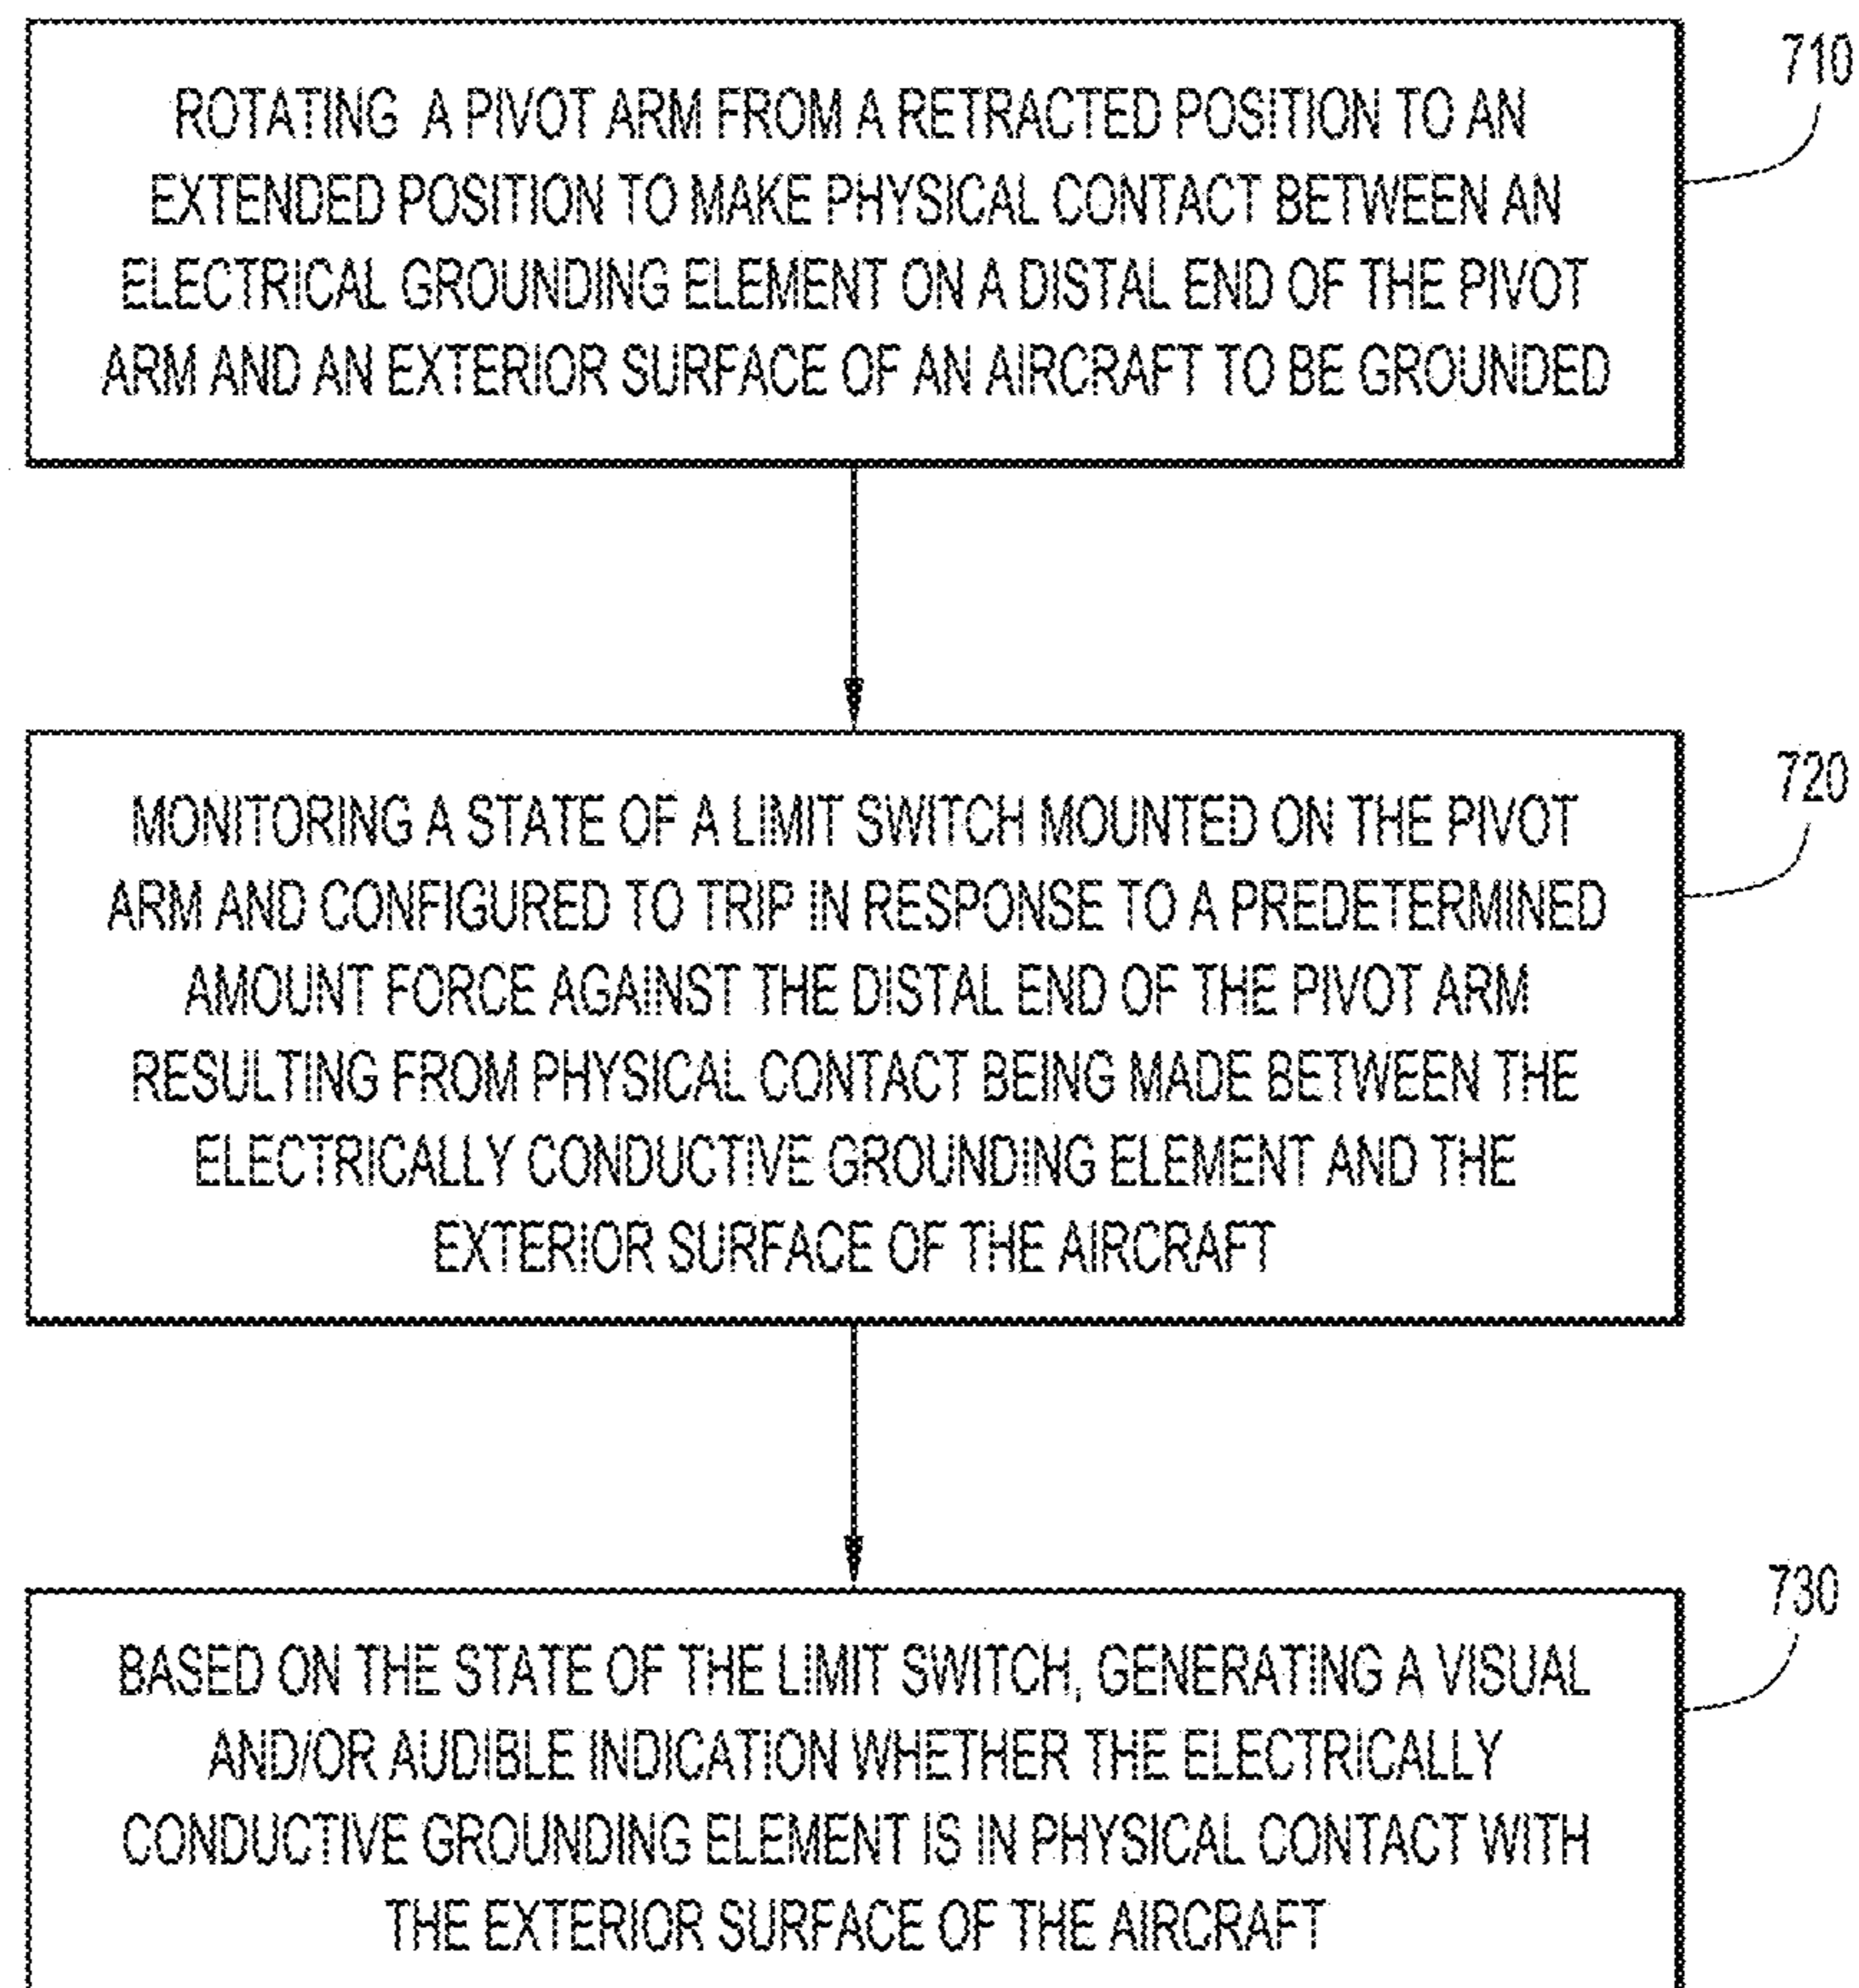 710
ROTATING A PIVOT ARM FROM A RETRACTED POSITION TO AN
EXTENDED POSITION TO MAKE PHYSICAL CONTACT BETWEEN AN
ELECTRICAL GROUNDING ELEMENT ON A DISTAL END OF THE PIVOT
ARM AND AN EXTERIOR SURFACE OF AN AIRCRAFT TO BE GROUNDED
720
MONITORING A STATE OF A LIMIT SWITCH MOUNTED ON THE PIVOT
ARM AND CONFIGURED TO TRIP IN RESPONSE TO A PREDETERMINED
AMOUNT FORCE AGAINST THE DISTAL END OF THE PIVOT ARM
RESULTING FROM PHYSICAL CONTACT BEING MADE BETWEEN THE
ELECTRICALLY CONDUCTIVE GROUNDING ELEMENT AND THE
EXTERIOR SURFACE OF THE AIRCRAFT
730
BASED ON THE STATE OF THE LIMIT SWITCH, GENERATING A VISUAL
AND/OR AUDIBLE INDICATION WHETHER THE ELECTRICALLY
CONDUCTIVE GROUNDING ELEMENT IS IN PHYSICAL CONTACT WITH
THE EXTERIOR SURFACE OF THE AIRCRAFT